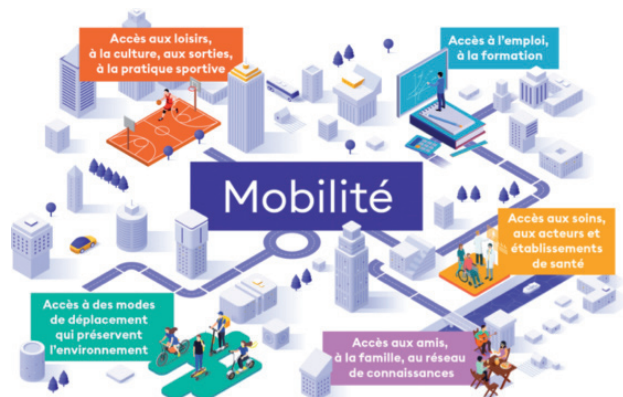 Accès aux loisirs,
à la culture, aux sorties,
à la pratique sportive
Accès à l'emploi,
à la formation
Mobilité
Accès aux soins,
aux acteurs et
établissements
de santé
Accès à des modes
de déplacement
qui préservent
l'environnement
Accès aux amis,
à la famille, au réseau
de connaissances